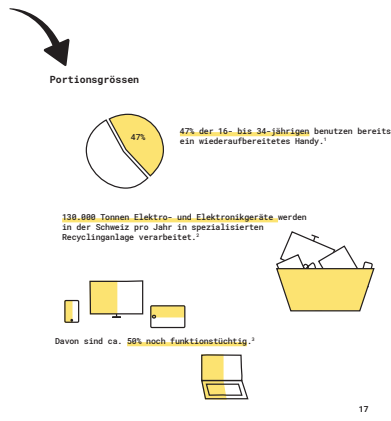 Portionsgrössen
47%
47% der 16- bis 34-jährigen benutzen bereits
ein wiederaufbereitetes Handy.¹
130.000 Tonnen Elektro- und Elektronikgeräte werden
in der Schweiz pro Jahr in spezialisierten
Recyclinganlage verarbeitet.²
Davon sind ca. 50% noch funktionstüchtig.³
17